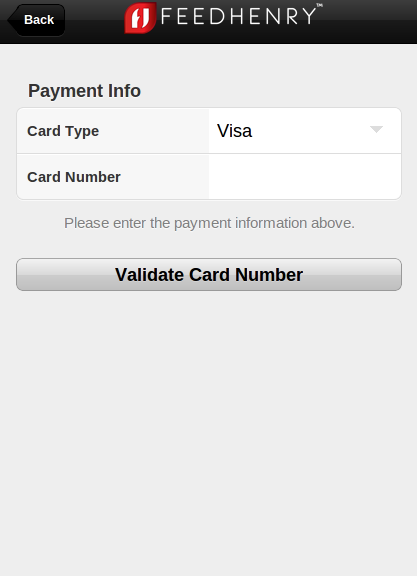 Back
FEEDHENRY™
Payment Info
Card Type Visa
Card Number
Please enter the payment information above.
Validate Card Number